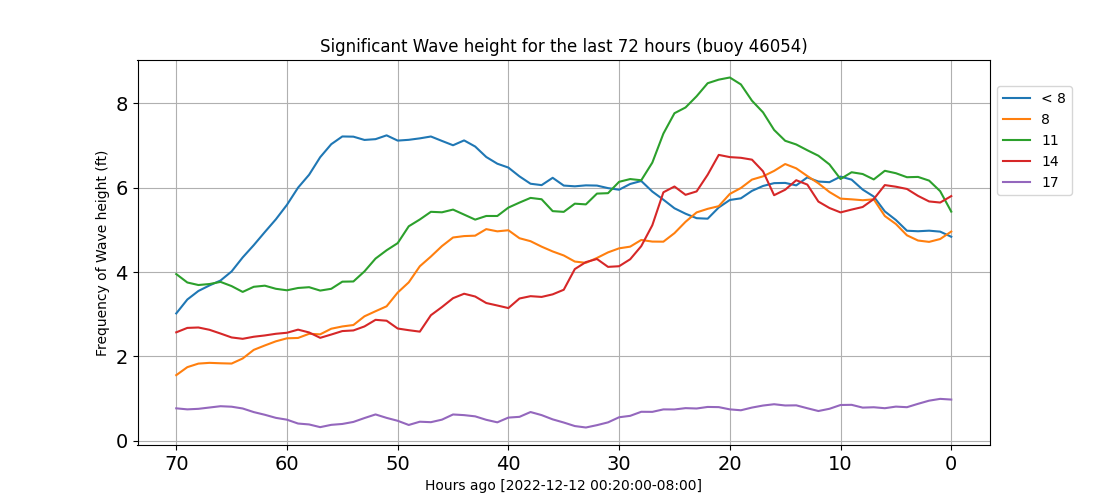 Significant Wave height for the last 72 hours (buoy 46054)
Frequency of Wave height (ft)
8
6
4
2
0
70 60 50 40 30 20 10 0
Hours ago [2022-12-12 00:20:00-08:00]
< 8
8
11
14
17